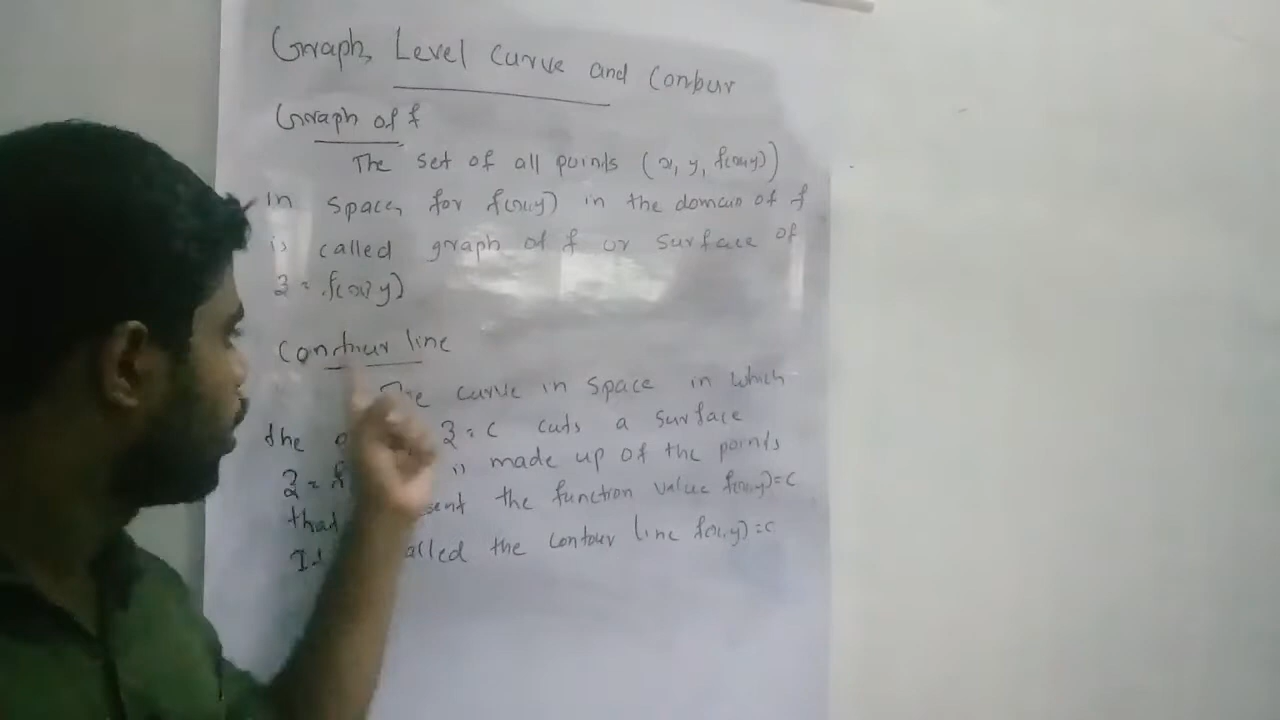 Graph, Level Curve and Contour
Graph of f
The set of all points (x, y, f(x,y))
in space, for f(x,y) in the domain of f
is called graph of f or surface of
z = f(x,y)
Contour line
The curve in space in which
the z = c cuts a surface
z = is made up of the points
that the function value f(x,y)=c
called the contour line f(x,y)=c